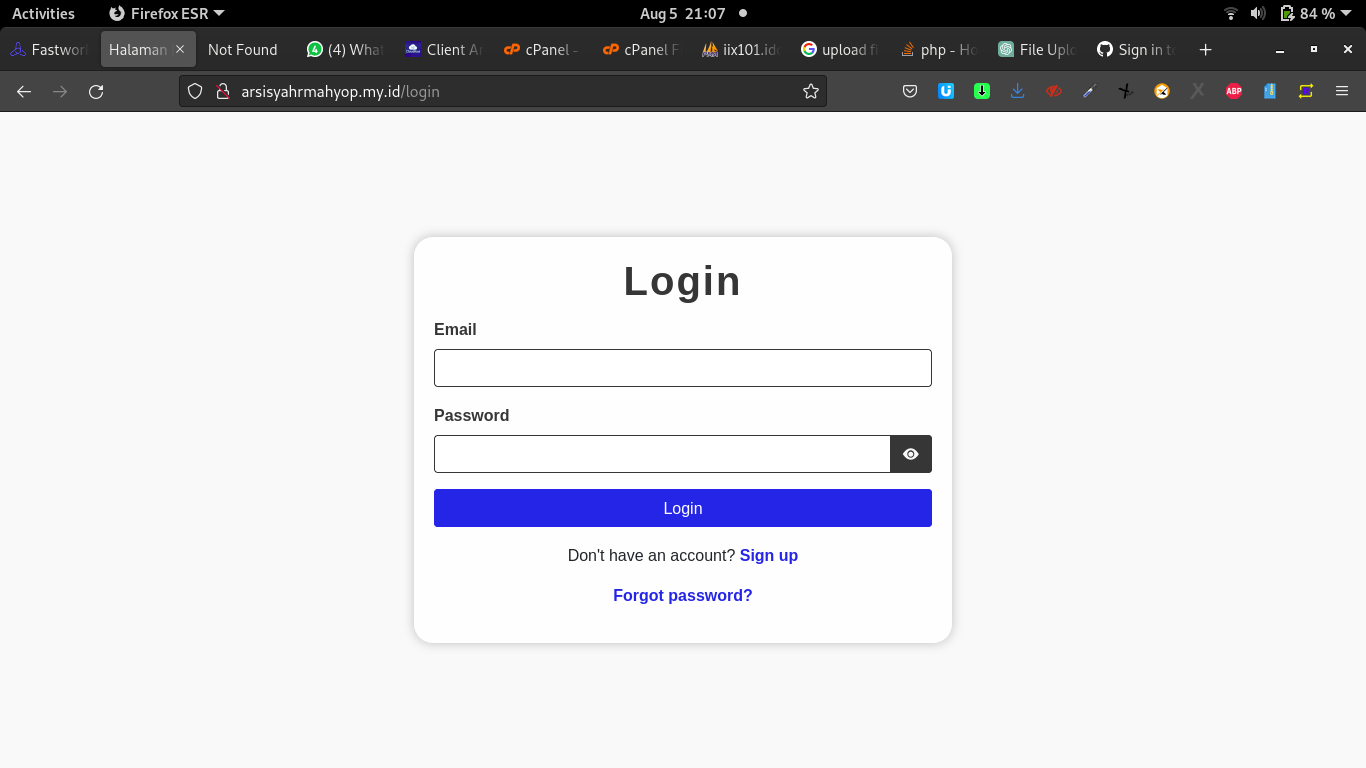 Activities Firefox ESR Aug 5 21:07 84 %
Fastwor Halaman Not Found (4) What Client Ar cPanel - cPanel F iix101.id upload fi php - Ho File Uplo Sign in t
arsisyahrmahyop.my.id/login
Login
Email
Password
Login
Don't have an account? Sign up
Forgot password?